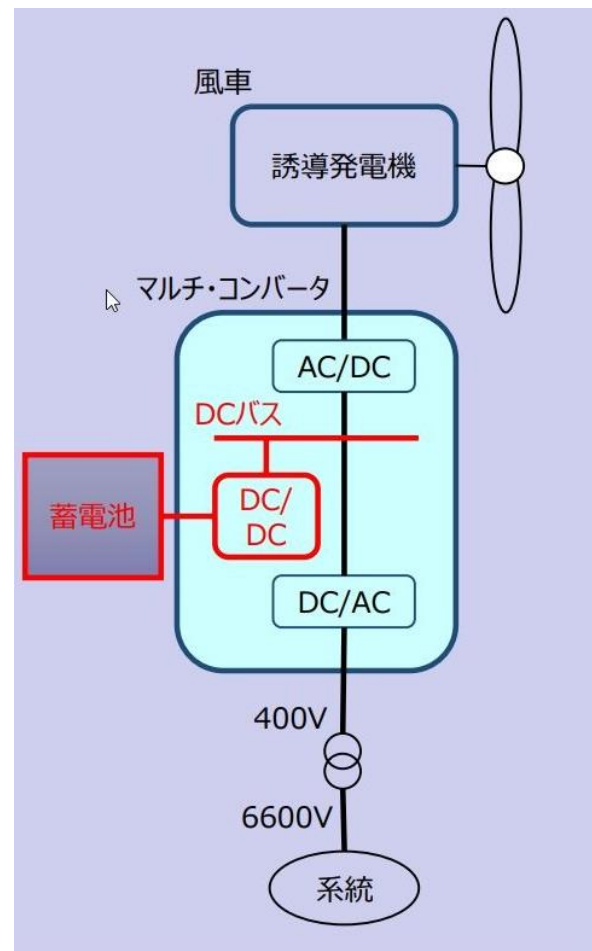 風車
誘導発電機
マルチ・コンバータ
AC/DC
DCバス
蓄電池
DC/
DC
DC/AC
400V
6600V
系統